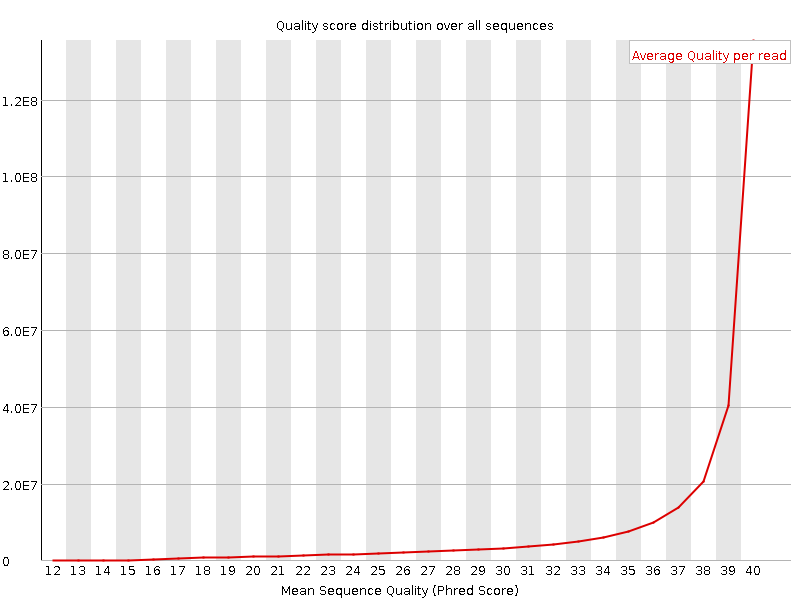 Quality score distribution over all sequences
Average Quality per read
1.2E8
1.0E8
8.0E7
6.0E7
4.0E7
2.0E7
0
12 13 14 15 16 17 18 19 20 21 22 23 24 25 26 27 28 29 30 31 32 33 34 35 36 37 38 39 40
Mean Sequence Quality (Phred Score)